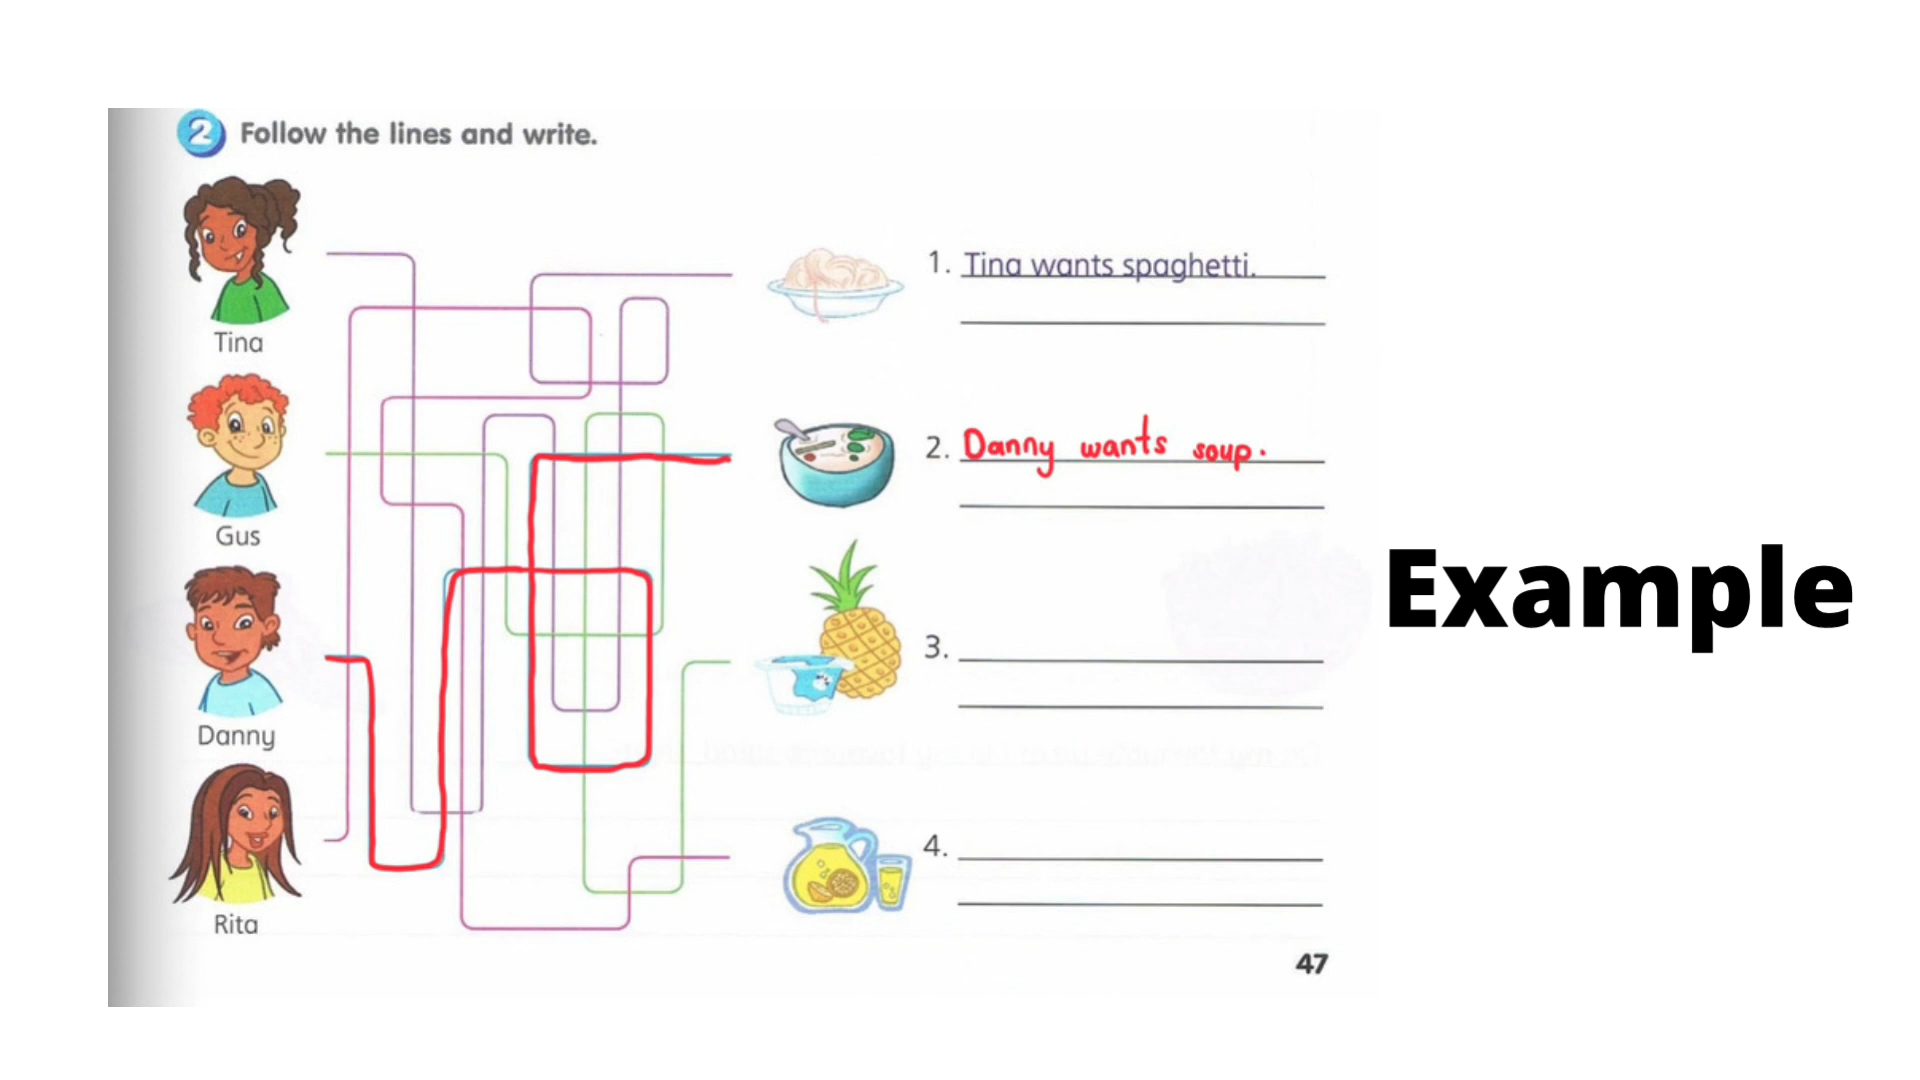 2 Follow the lines and write.
Tina
Gus
Danny
Rita
1. Tina wants spaghetti.
2. Danny wants soup.
3.
4.
47
Example